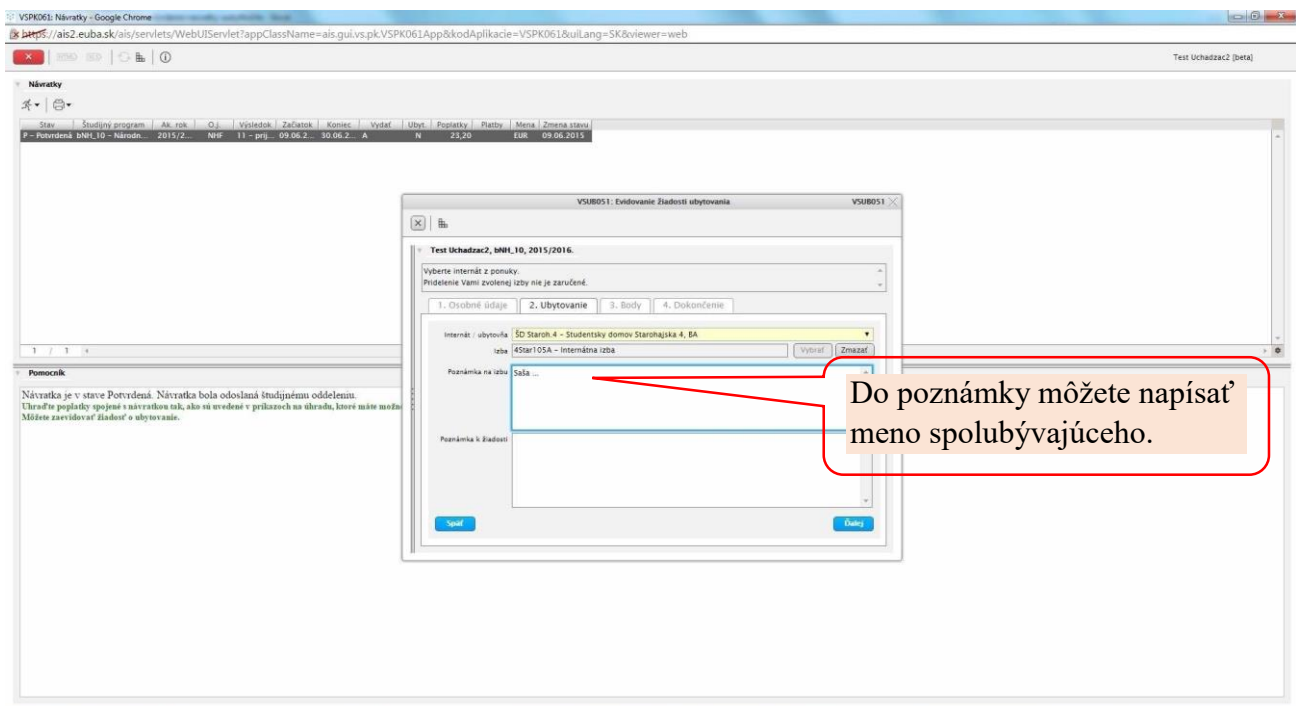 VSPK061: Návratky - Google Chrome
https://ais2.euba.sk/ais/servlets/WebUIServlet?appClassName=ais.gui.vs.pk.VSPK061App&kodAplikacie=VSPK061&uiLang=SK&viewer=web
Test Uchadzac2 [beta]
Návratky
Stav Študijný program Ak. rok O.j. Výsledok Začiatok Koniec Vydať Ubyt. Poplatky Platby Mena Zmena stavu
P – Potvrdená bNH_10 – Národn... 2015/2... NHF 11 – prij... 09.06.2... 30.06.2... A N 23,20 EUR 09.06.2015
VSUB051: Evidovanie žiadosti ubytovania VSUB051
Test Uchadzac2, bNH_10, 2015/2016.
Vyberte internát z ponuky.
Pridelenie Vami zvolenej izby nie je zaručené.
1. Osobné údaje 2. Ubytovanie 3. Body 4. Dokončenie
Internát / ubytovňa ŠD Staroh.4 – Studentsky domov Starohajska 4, BA
Izba 4Star105A – Internátna izba Vybrať Zmazať
Poznámka na izbu Saša ...
Do poznámky môžete napísať
meno spolubývajúceho.
Poznámka k žiadosti
Späť Ďalej
1 / 1
Pomocník
Návratka je v stave Potvrdená. Návratka bola odoslaná študijnému oddeleniu.
Uhraďte poplatky spojené s návratkou tak, ako sú uvedené v príkazoch na úhradu, ktoré máte možno
Môžete zaevidovať žiadosť o ubytovanie.